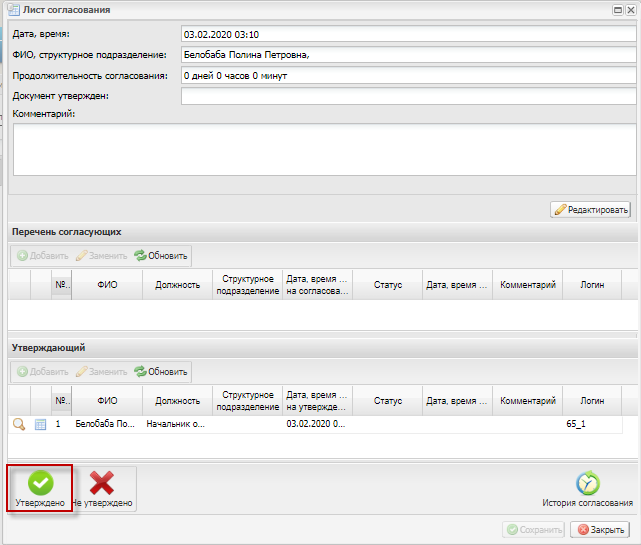 Лист согласования
Дата, время: 03.02.2020 03:10
ФИО, структурное подразделение: Белобаба Полина Петровна,
Продолжительность согласования: 0 дней 0 часов 0 минут
Документ утвержден:
Комментарий:
Редактировать
Перечень согласующих
Добавить Заменить Обновить
№.. ФИО Должность Структурное подразделение Дата, время ... на согласова... Статус Дата, время ... Комментарий Логин
Утверждающий
Добавить Заменить Обновить
№.. ФИО Должность Структурное подразделение Дата, время ... на утвержде... Статус Дата, время ... Комментарий Логин
1 Белобаба По... Начальник о... 03.02.2020 0... 65_1
Утверждено Не утверждено История согласования
Сохранить Закрыть